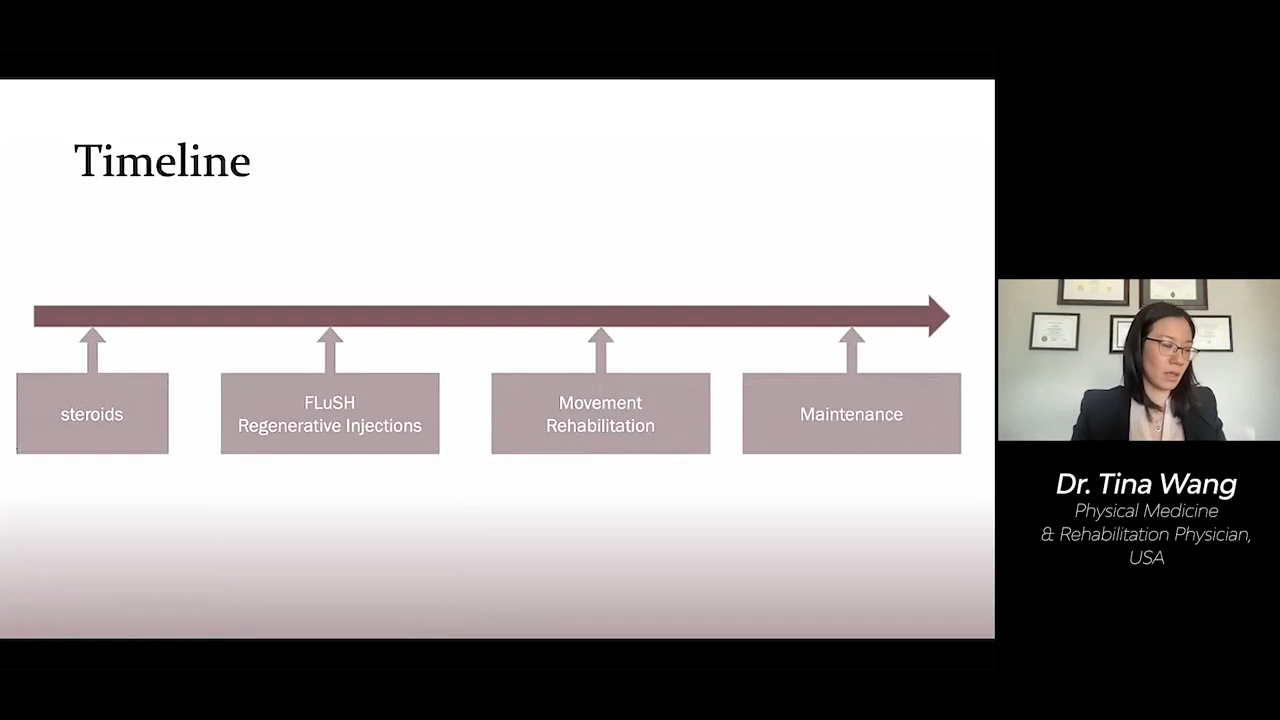 Timeline
steroids
FLuSH
Regenerative Injections
Movement
Rehabilitation
Maintenance
Dr. Tina Wang
Physical Medicine
& Rehabilitation Physician,
USA